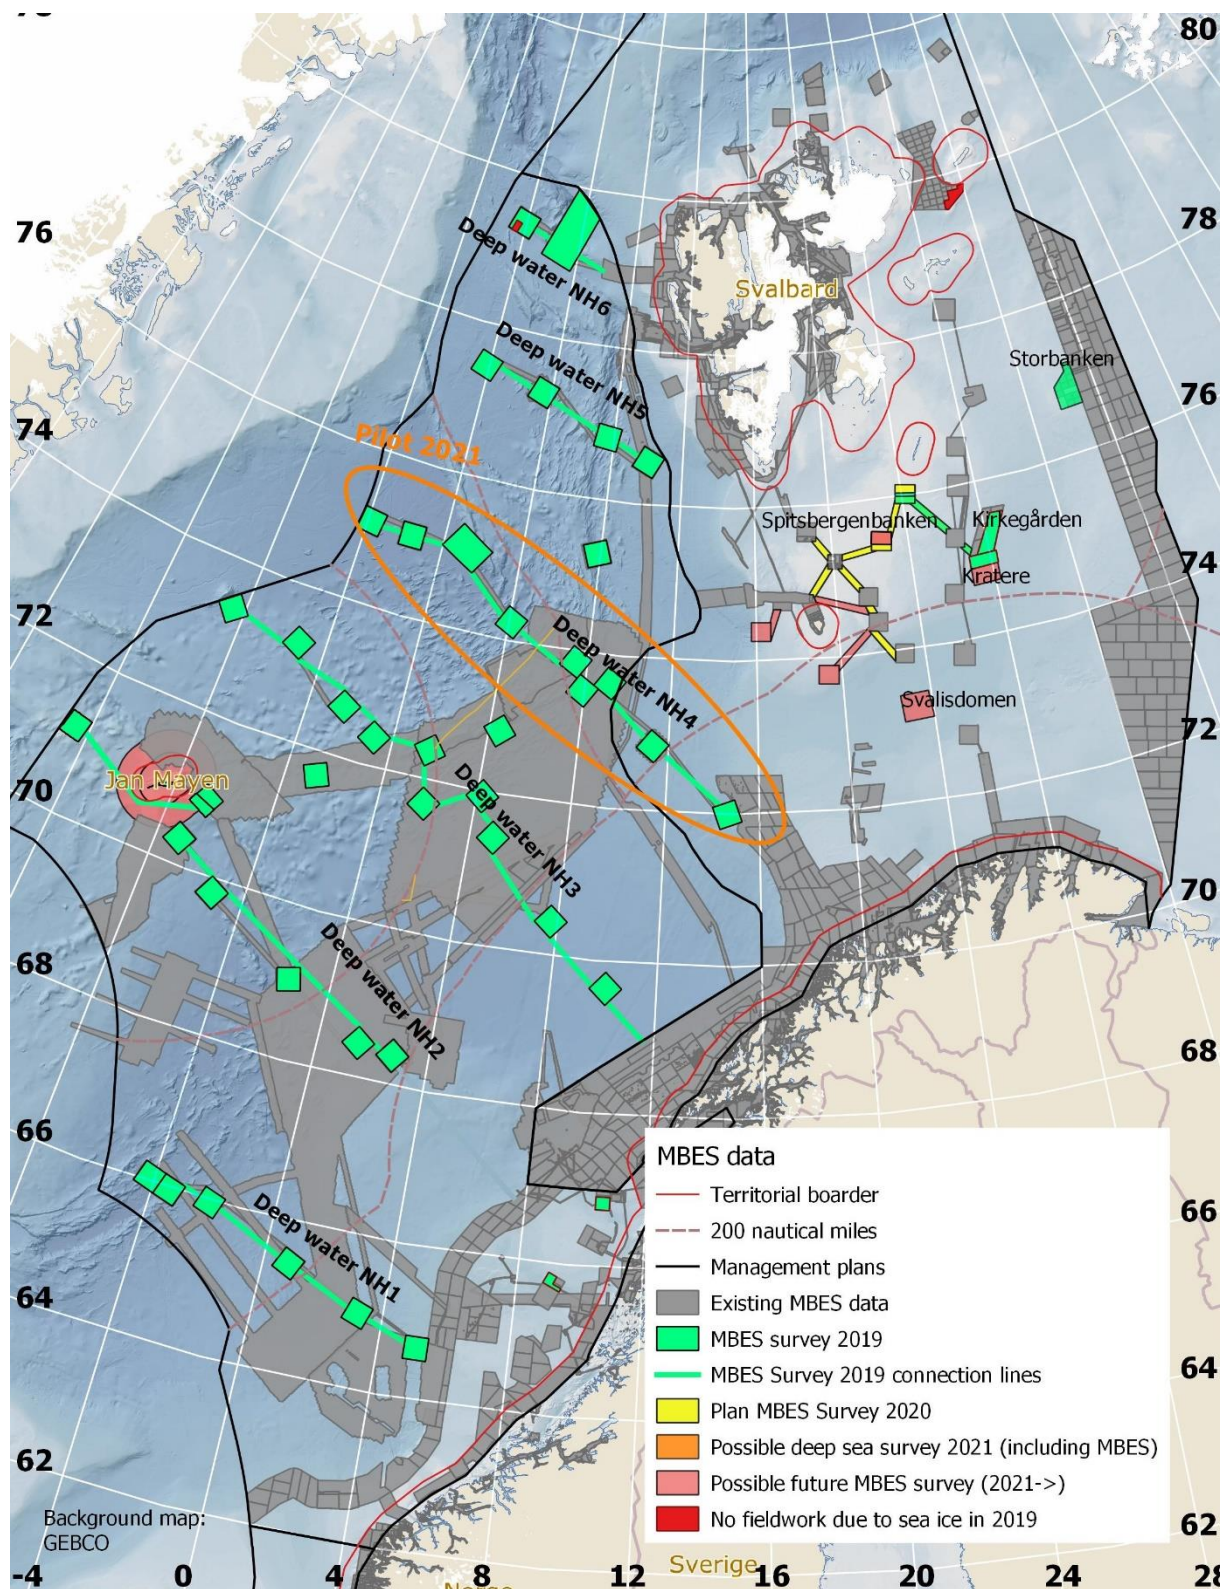 80
76
78
Deep water NH6
Svalbard
Deep water NH5
Storbanken
76
74
Pilot 2021
Spitsbergenbanken
Kirkegården
Kratere
74
72
Deep water NH4
Svalisdomen
72
Jan Mayen
70
Deep water NH3
70
68
Deep water NH2
68
66
MBES data
Territorial boarder
66
200 nautical miles
Deep water NH1
Management plans
Existing MBES data
64
MBES survey 2019
64
MBES Survey 2019 connection lines
Plan MBES Survey 2020
62
Possible deep sea survey 2021 (including MBES)
Possible future MBES survey (2021->)
Background map:
GEBCO
No fieldwork due to sea ice in 2019
62
Sverige
-4
0
4
8
12
16
20
24
28
Norge